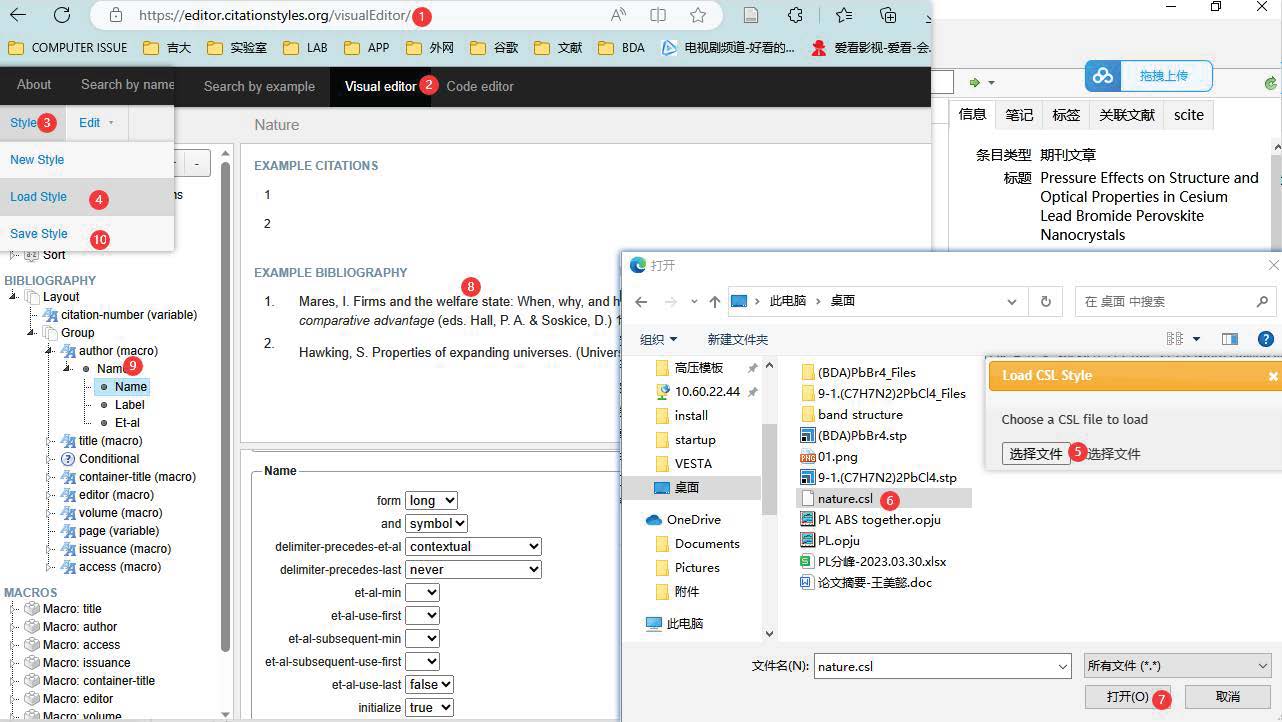 https://editor.citationstyles.org/visualEditor/ 1
COMPUTER ISSUE 吉大 实验室 LAB APP 外网 谷歌 文献 BDA 电视剧频道-好看的... 爱看影视-爱看-会.
About Search by name Search by example Visual editor 2 Code editor
拖拽上传
Style 3 Edit
New Style
Load Style 4
Save Style 10
Sort
BIBLIOGRAPHY
Layout
citation-number (variable)
Group
author (macro)
Name 9
Name
Label
Et-al
title (macro)
Conditional
container-title (macro)
editor (macro)
volume (macro)
page (variable)
issuance (macro)
access (macro)
MACROS
Macro: title
Macro: author
Macro: access
Macro: issuance
Macro: container-title
Macro: editor
Macro: volume
Nature
EXAMPLE CITATIONS
1
2
EXAMPLE BIBLIOGRAPHY 8
1. Mares, I. Firms and the welfare state: When, why, and h
comparative advantage (eds. Hall, P. A. & Soskice, D.) 1
2. Hawking, S. Properties of expanding universes. (Univers
Name
form long
and symbol
delimiter-precedes-et-al contextual
delimiter-precedes-last never
et-al-min
et-al-use-first
et-al-subsequent-min
et-al-subsequent-use-first
et-al-use-last false
initialize true
信息 笔记 标签 关联文献 scite
条目类型 期刊文章
标题 Pressure Effects on Structure and
Optical Properties in Cesium
Lead Bromide Perovskite
Nanocrystals
打开
此电脑 › 桌面
在 桌面 中搜索
组织 新建文件夹
高压模板
10.60.22.44
install
startup
VESTA
桌面
OneDrive
Documents
Pictures
附件
此电脑
(BDA)PbBr4_Files
9-1.(C7H7N2)2PbCl4_Files
band structure
(BDA)PbBr4.stp
01.png
9-1.(C7H7N2)2PbCl4.stp
nature.csl 6
PL ABS together.opju
PL.opju
PL分峰-2023.03.30.xlsx
论文摘要-王美懿.doc
Load CSL Style
Choose a CSL file to load
选择文件 5 选择文件
文件名(N): nature.csl 所有文件 (*.*)
打开(O) 7 取消